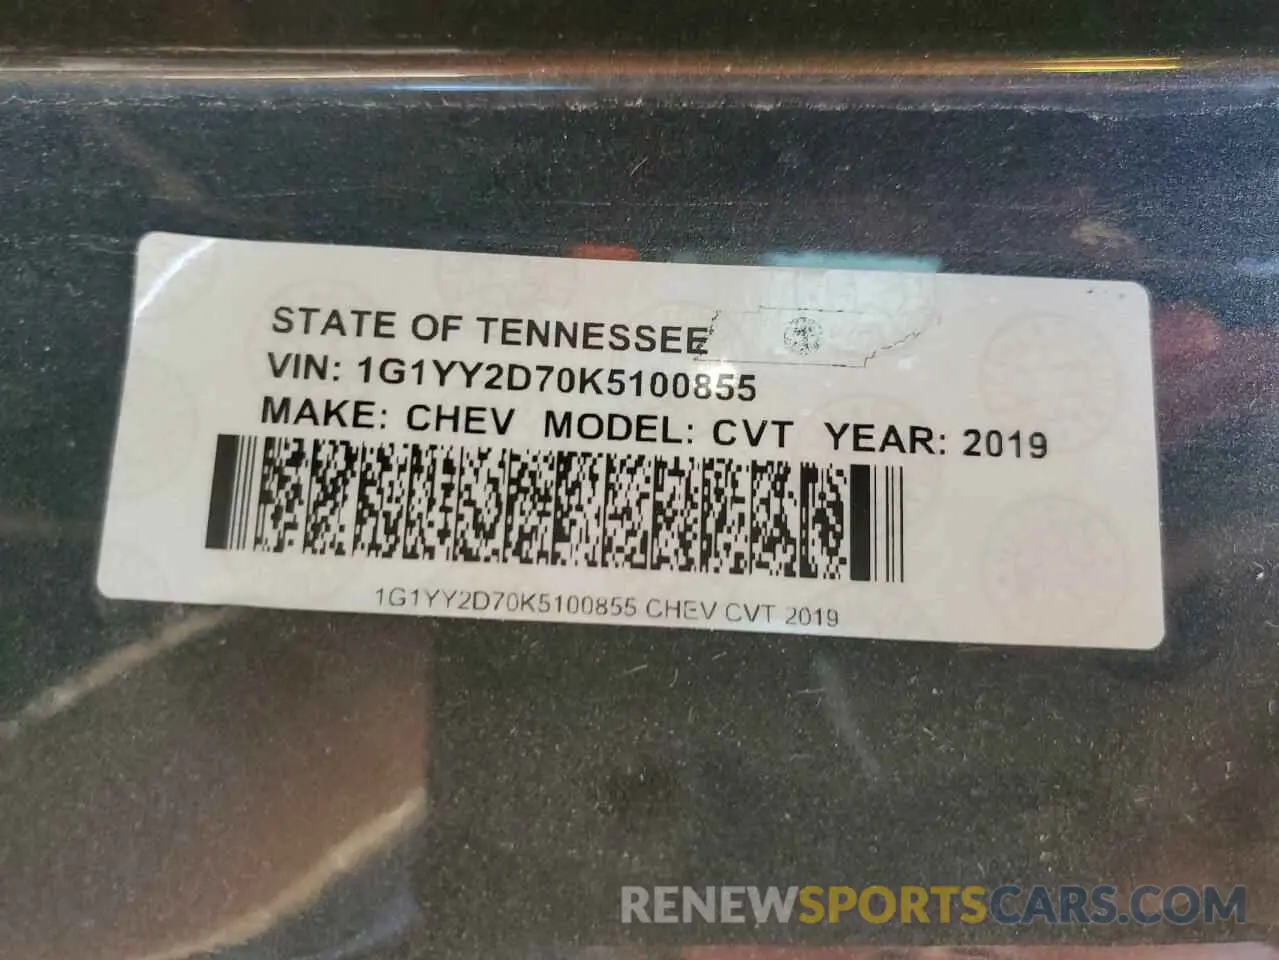 STATE OF TENNESSEE
VIN: 1G1YY2D70K5100855
MAKE: CHEV MODEL: CVT YEAR: 2019
1G1YY2D70K5100855 CHEV CVT 2019
RENEWSPORTSCARS.COM